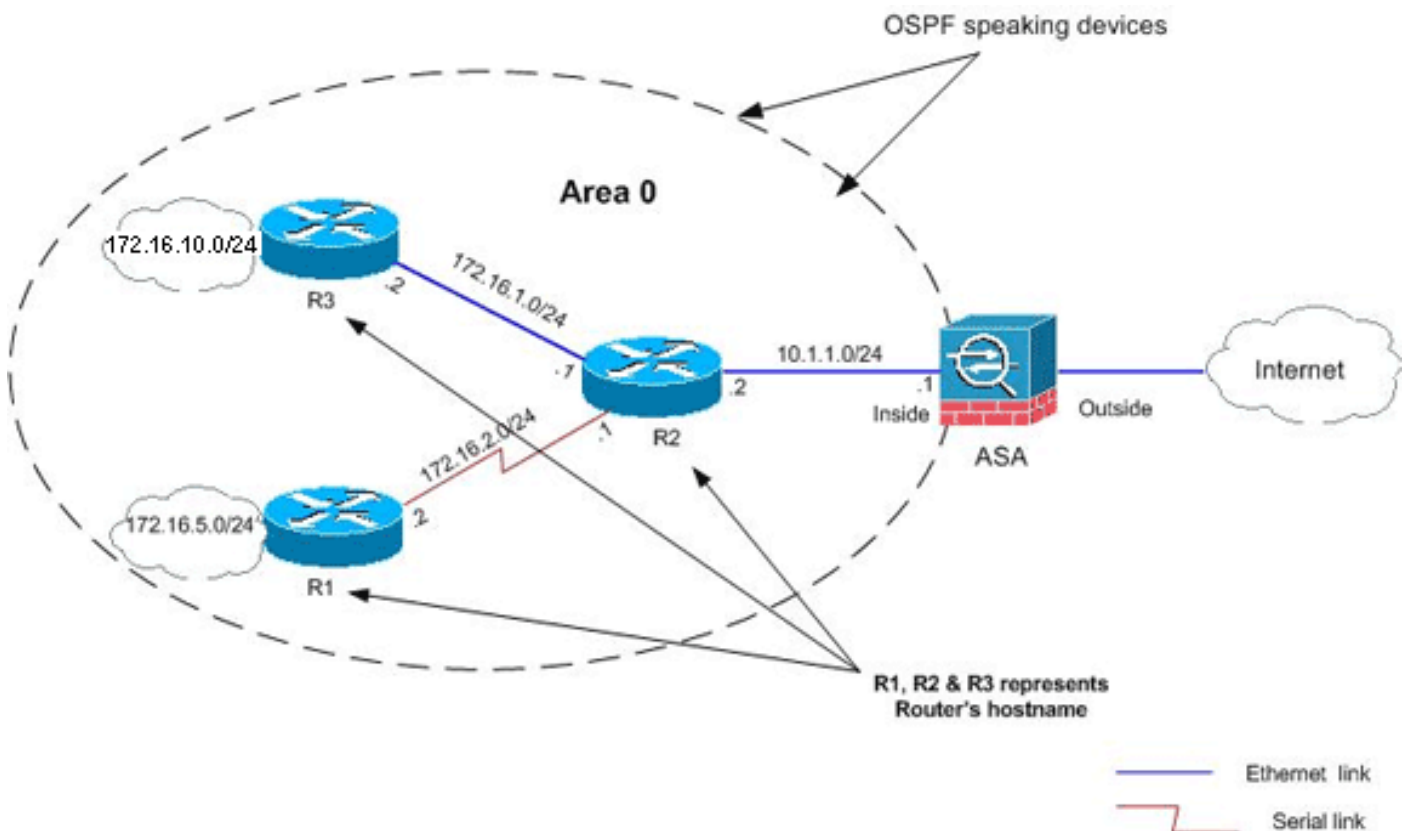 OSPF speaking devices
Area 0
172.16.10.0/24
R3
.2
172.16.1.0/24
.1
R2
.2
10.1.1.0/24
.1
Inside
Outside
ASA
Internet
172.16.2.0/24
.1
.2
172.16.5.0/24
R1
R1, R2 & R3 represents
Router's hostname
Ethernet link
Serial link